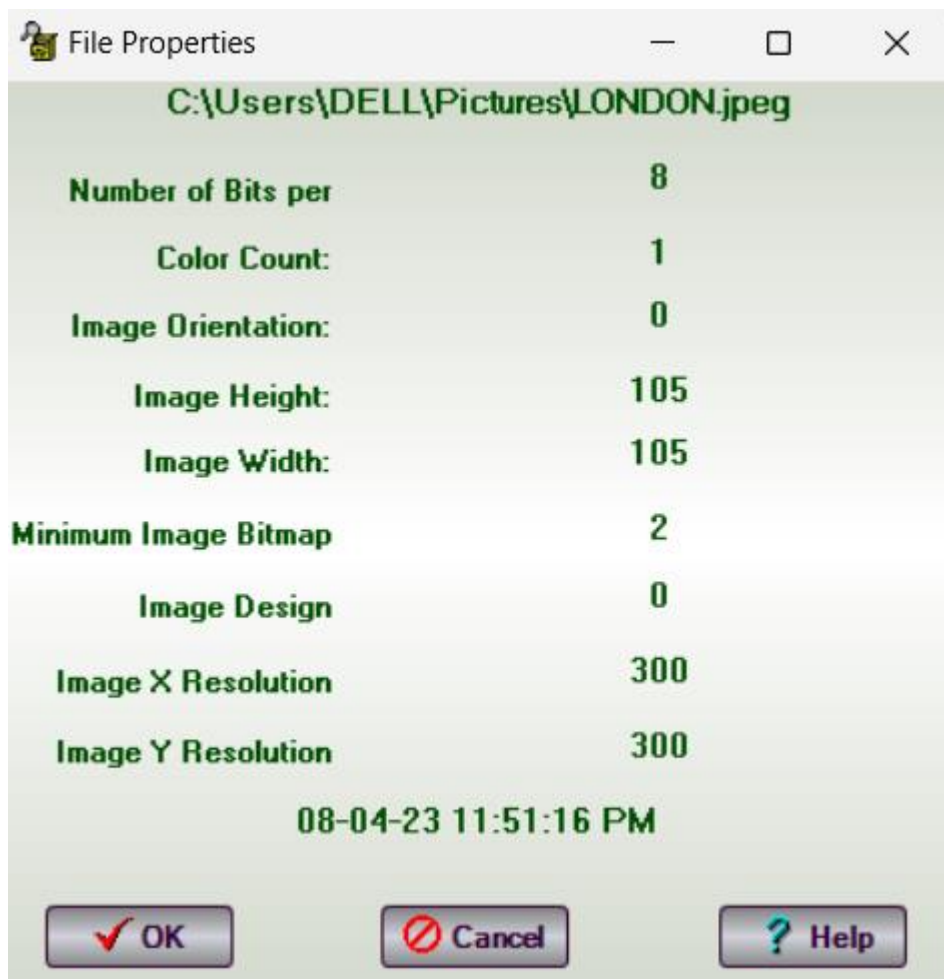 File Properties
C:\Users\DELL\Pictures\LONDON.jpeg
Number of Bits per 8
Color Count: 1
Image Orientation: 0
Image Height: 105
Image Width: 105
Minimum Image Bitmap 2
Image Design 0
Image X Resolution 300
Image Y Resolution 300
08-04-23 11:51:16 PM
OK Cancel ? Help